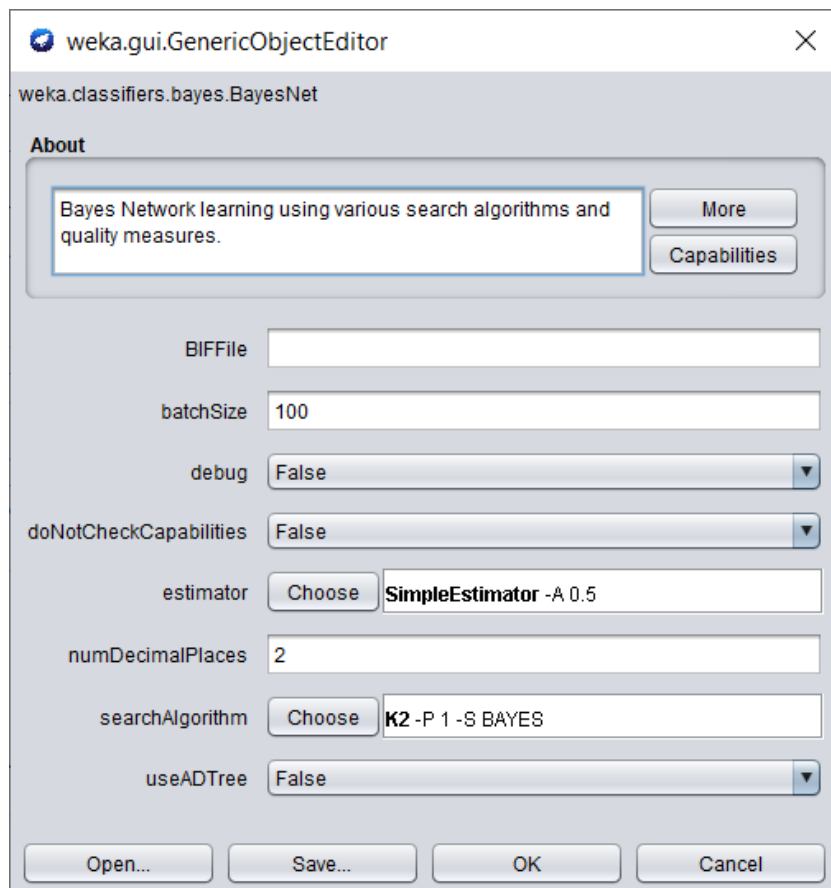 weka.gui.GenericObjectEditor
weka.classifiers.bayes.BayesNet
About
Bayes Network learning using various search algorithms and
quality measures.
More
Capabilities
BIFFile
batchSize 100
debug False
doNotCheckCapabilities False
estimator Choose SimpleEstimator -A 0.5
numDecimalPlaces 2
searchAlgorithm Choose K2 -P 1 -S BAYES
useADTree False
Open... Save... OK Cancel